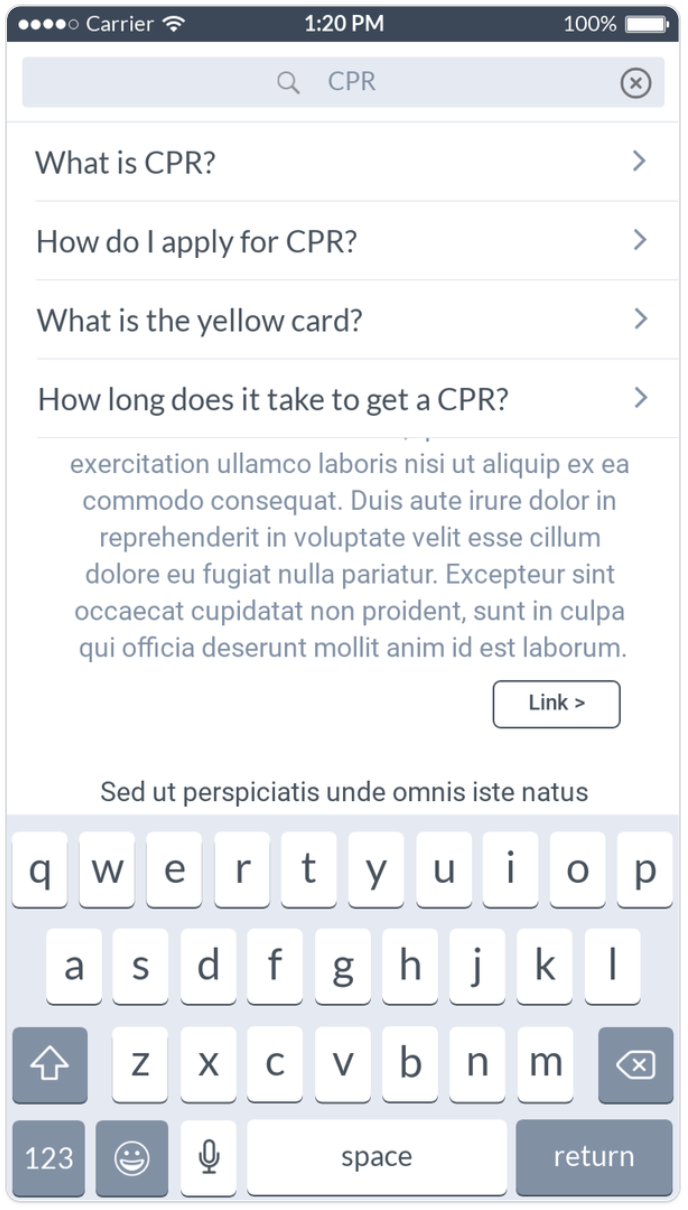 Carrier 1:20 PM 100%
CPR
What is CPR?
How do I apply for CPR?
What is the yellow card?
How long does it take to get a CPR?
exercitation ullamco laboris nisi ut aliquip ex ea
commodo consequat. Duis aute irure dolor in
reprehenderit in voluptate velit esse cillum
dolore eu fugiat nulla pariatur. Excepteur sint
occaecat cupidatat non proident, sunt in culpa
qui officia deserunt mollit anim id est laborum.
Link >
Sed ut perspiciatis unde omnis iste natus
q w e r t y u i o p
a s d f g h j k l
z x c v b n m
123 space return